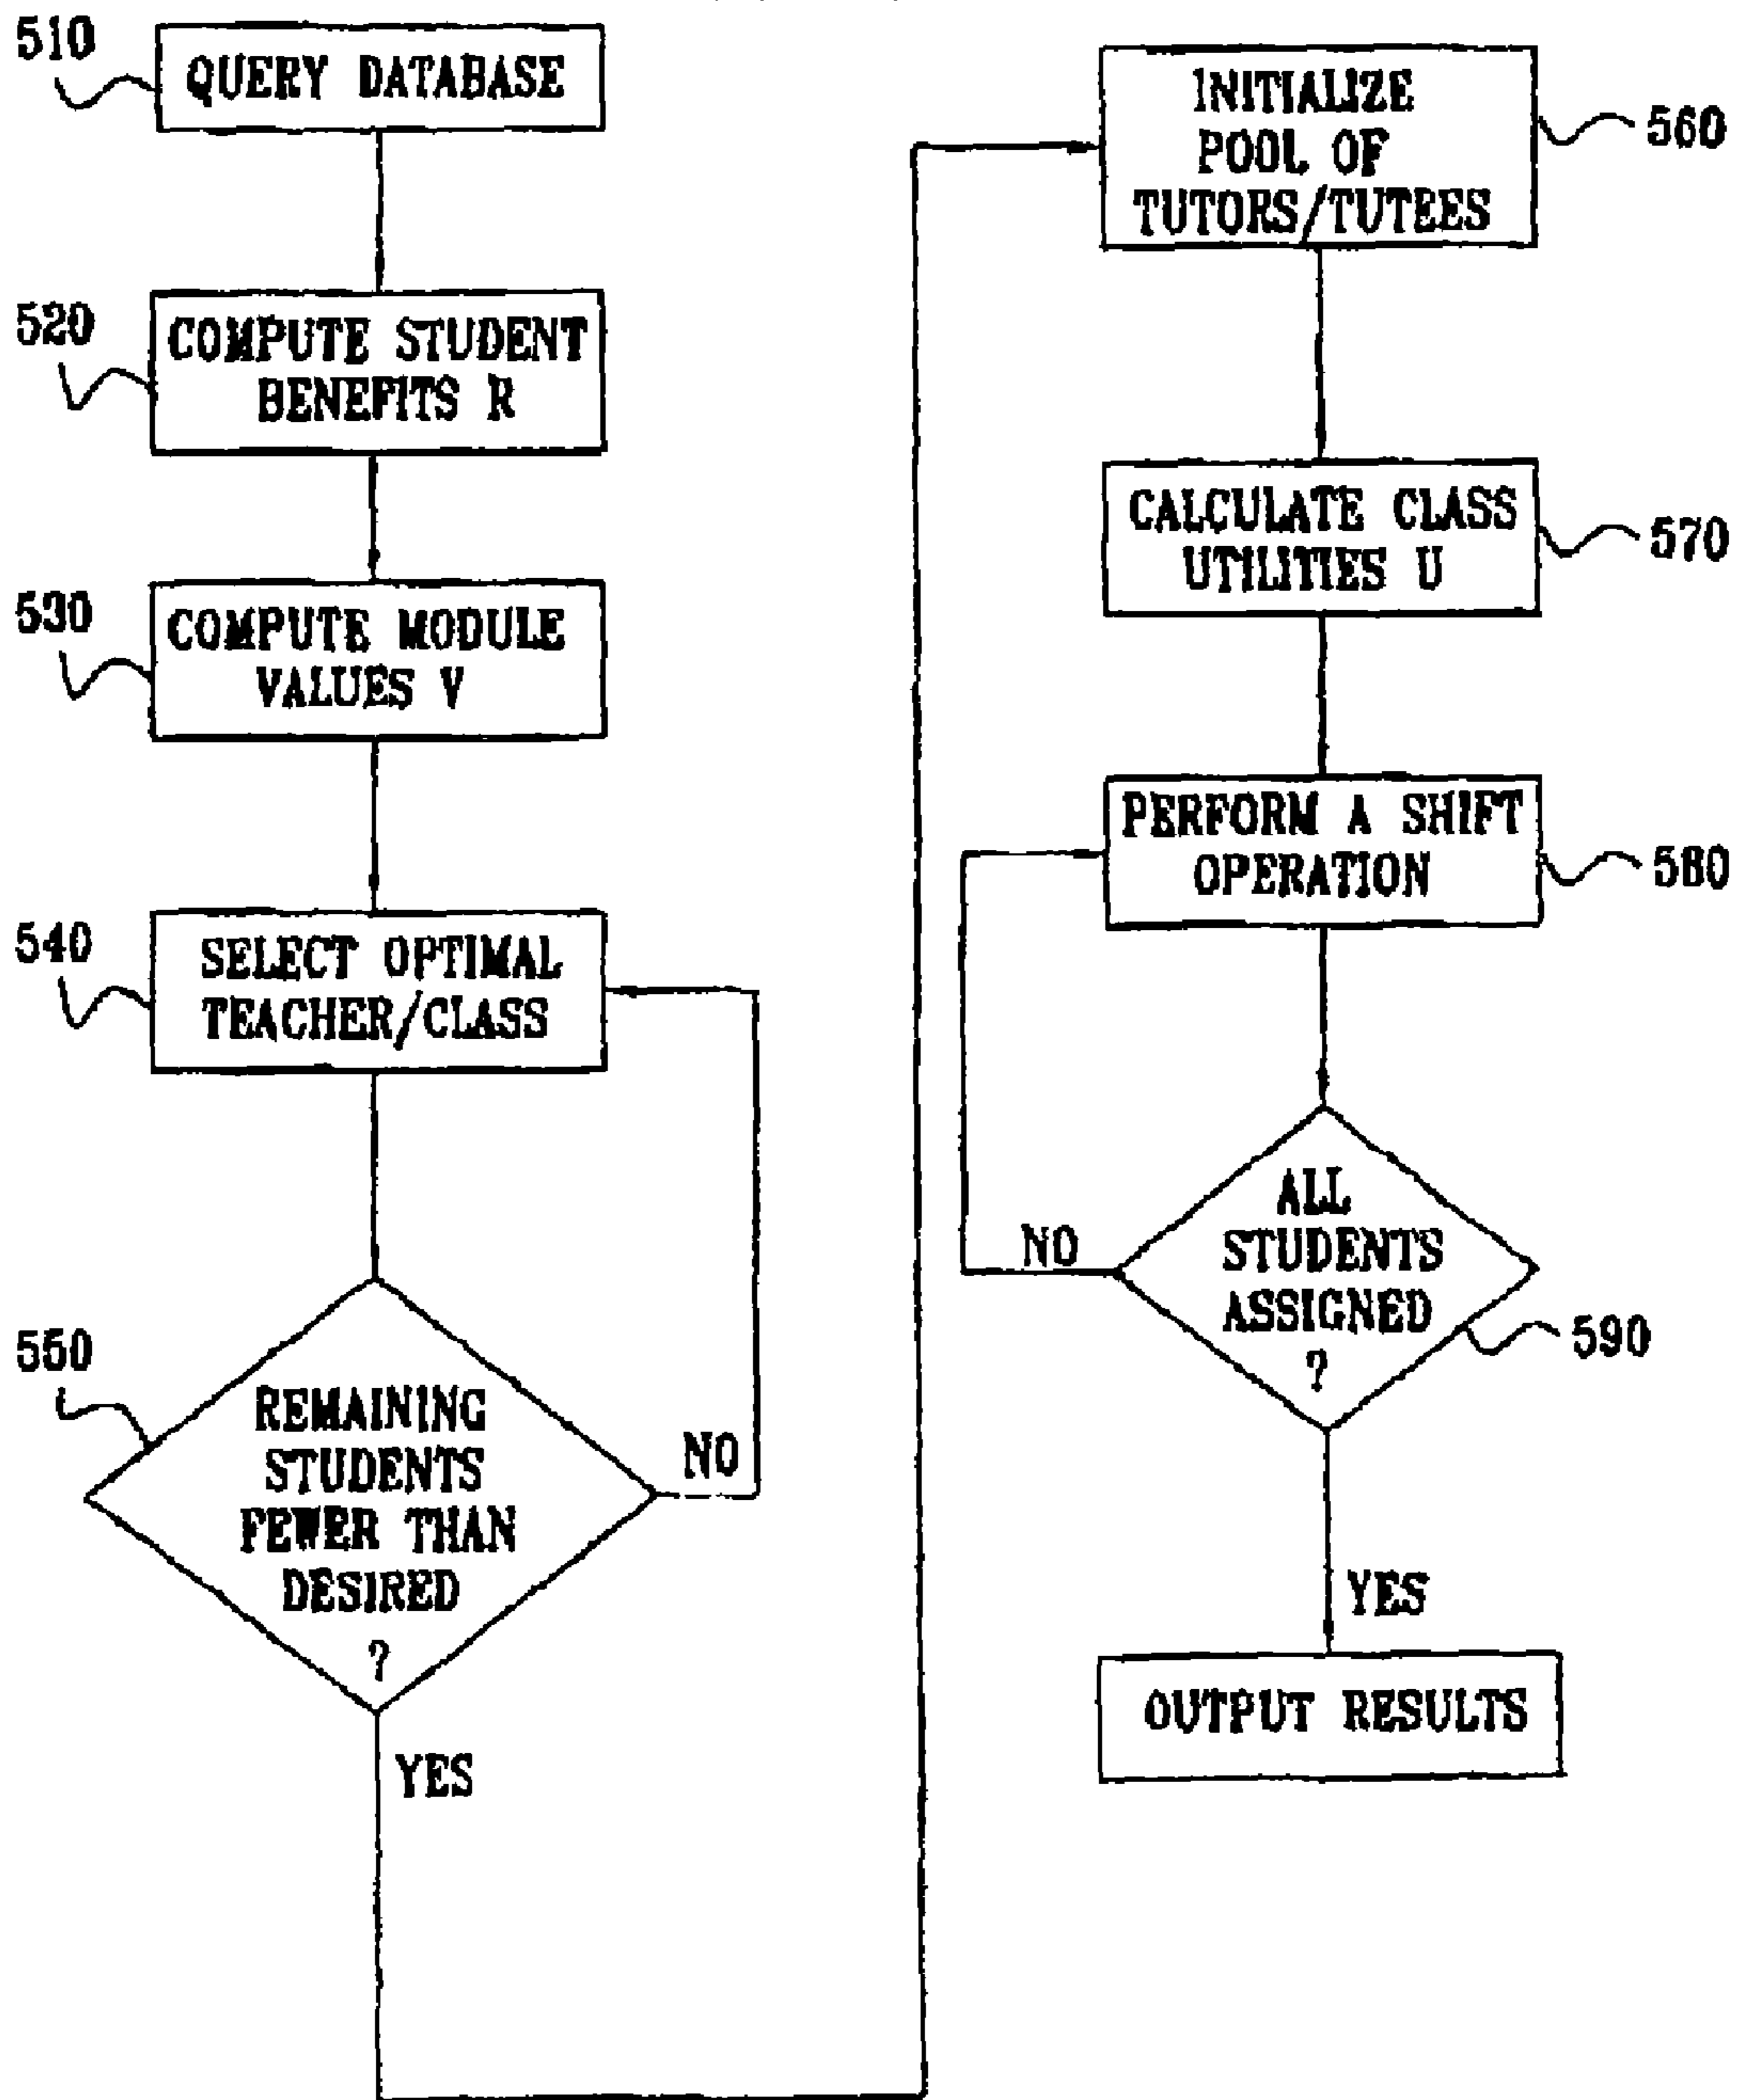 510
QUERY DATABASE
520
COMPUTE STUDENT
BENEFITS R
530
COMPUTE MODULE
VALUES V
540
SELECT OPTIMAL
TEACHER/CLASS
550
REMAINING
STUDENTS
FEWER THAN
DESIRED
?
NO
YES
INITIALIZE
POOL OF
TUTORS/TUTEES
560
CALCULATE CLASS
UTILITIES U
570
PERFORM A SHIFT
OPERATION
580
ALL
STUDENTS
ASSIGNED
?
NO
590
YES
OUTPUT RESULTS